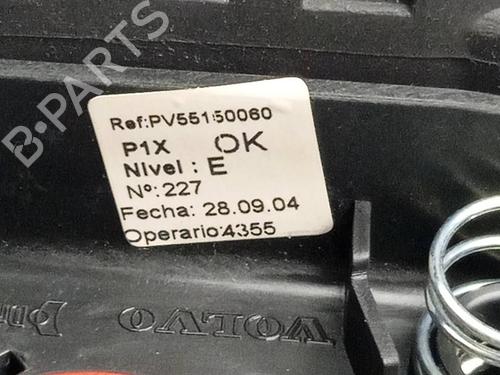 B-PARTS
Ref:PV55150060
P1X OK
Nivel : E
Nº:227
Fecha: 28.09.04
Operario:4355
VOLVO